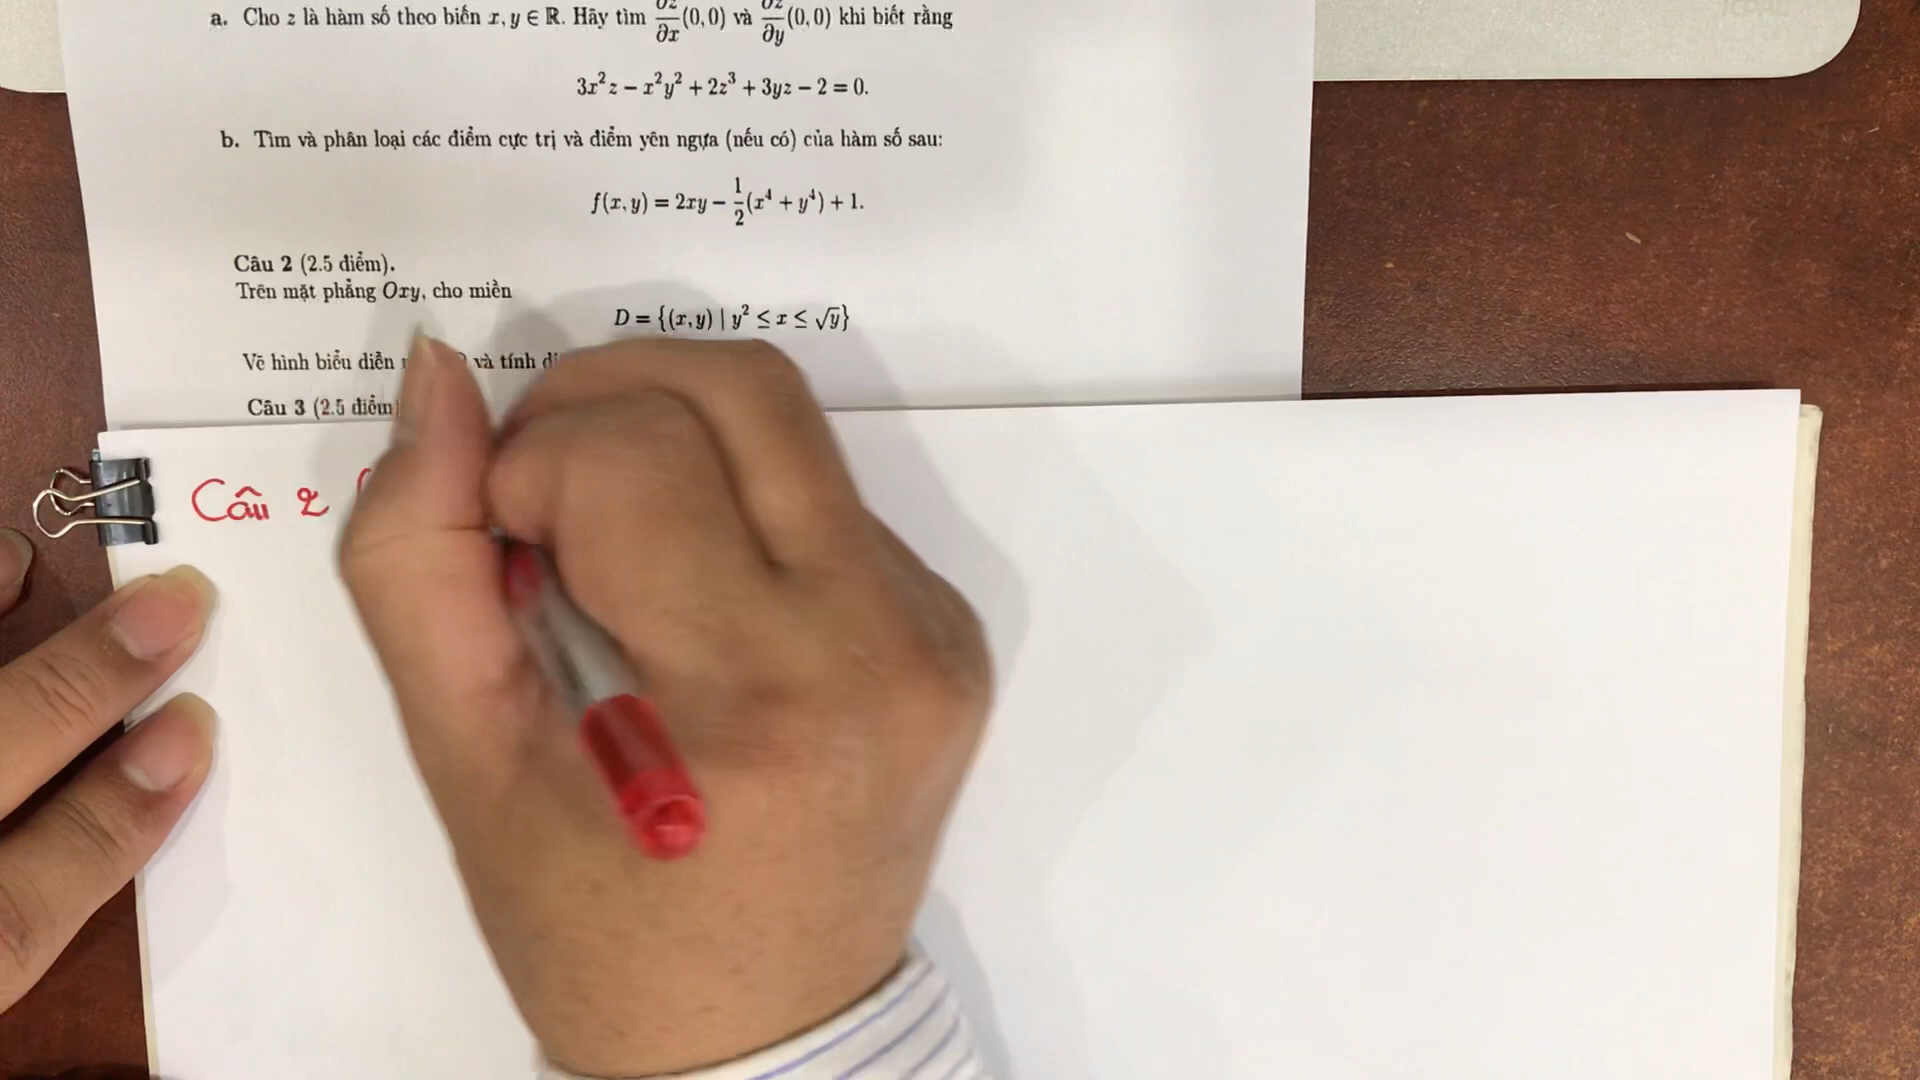 a. Cho z là hàm số theo biến x, y ∈ ℝ. Hãy tìm ∂z/∂x (0,0) và ∂z/∂y (0,0) khi biết rằng
3x²z − x²y² + 2z³ + 3yz − 2 = 0.
b. Tìm và phân loại các điểm cực trị và điểm yên ngựa (nếu có) của hàm số sau:
f(x, y) = 2xy − 1/2 (x⁴ + y⁴) + 1.
Câu 2 (2.5 điểm).
Trên mặt phẳng Oxy, cho miền
D = {(x, y) | y² ≤ x ≤ √y}
Vẽ hình biểu diễn và tính
Câu 3 (2.5 điểm)
Câu 2 (